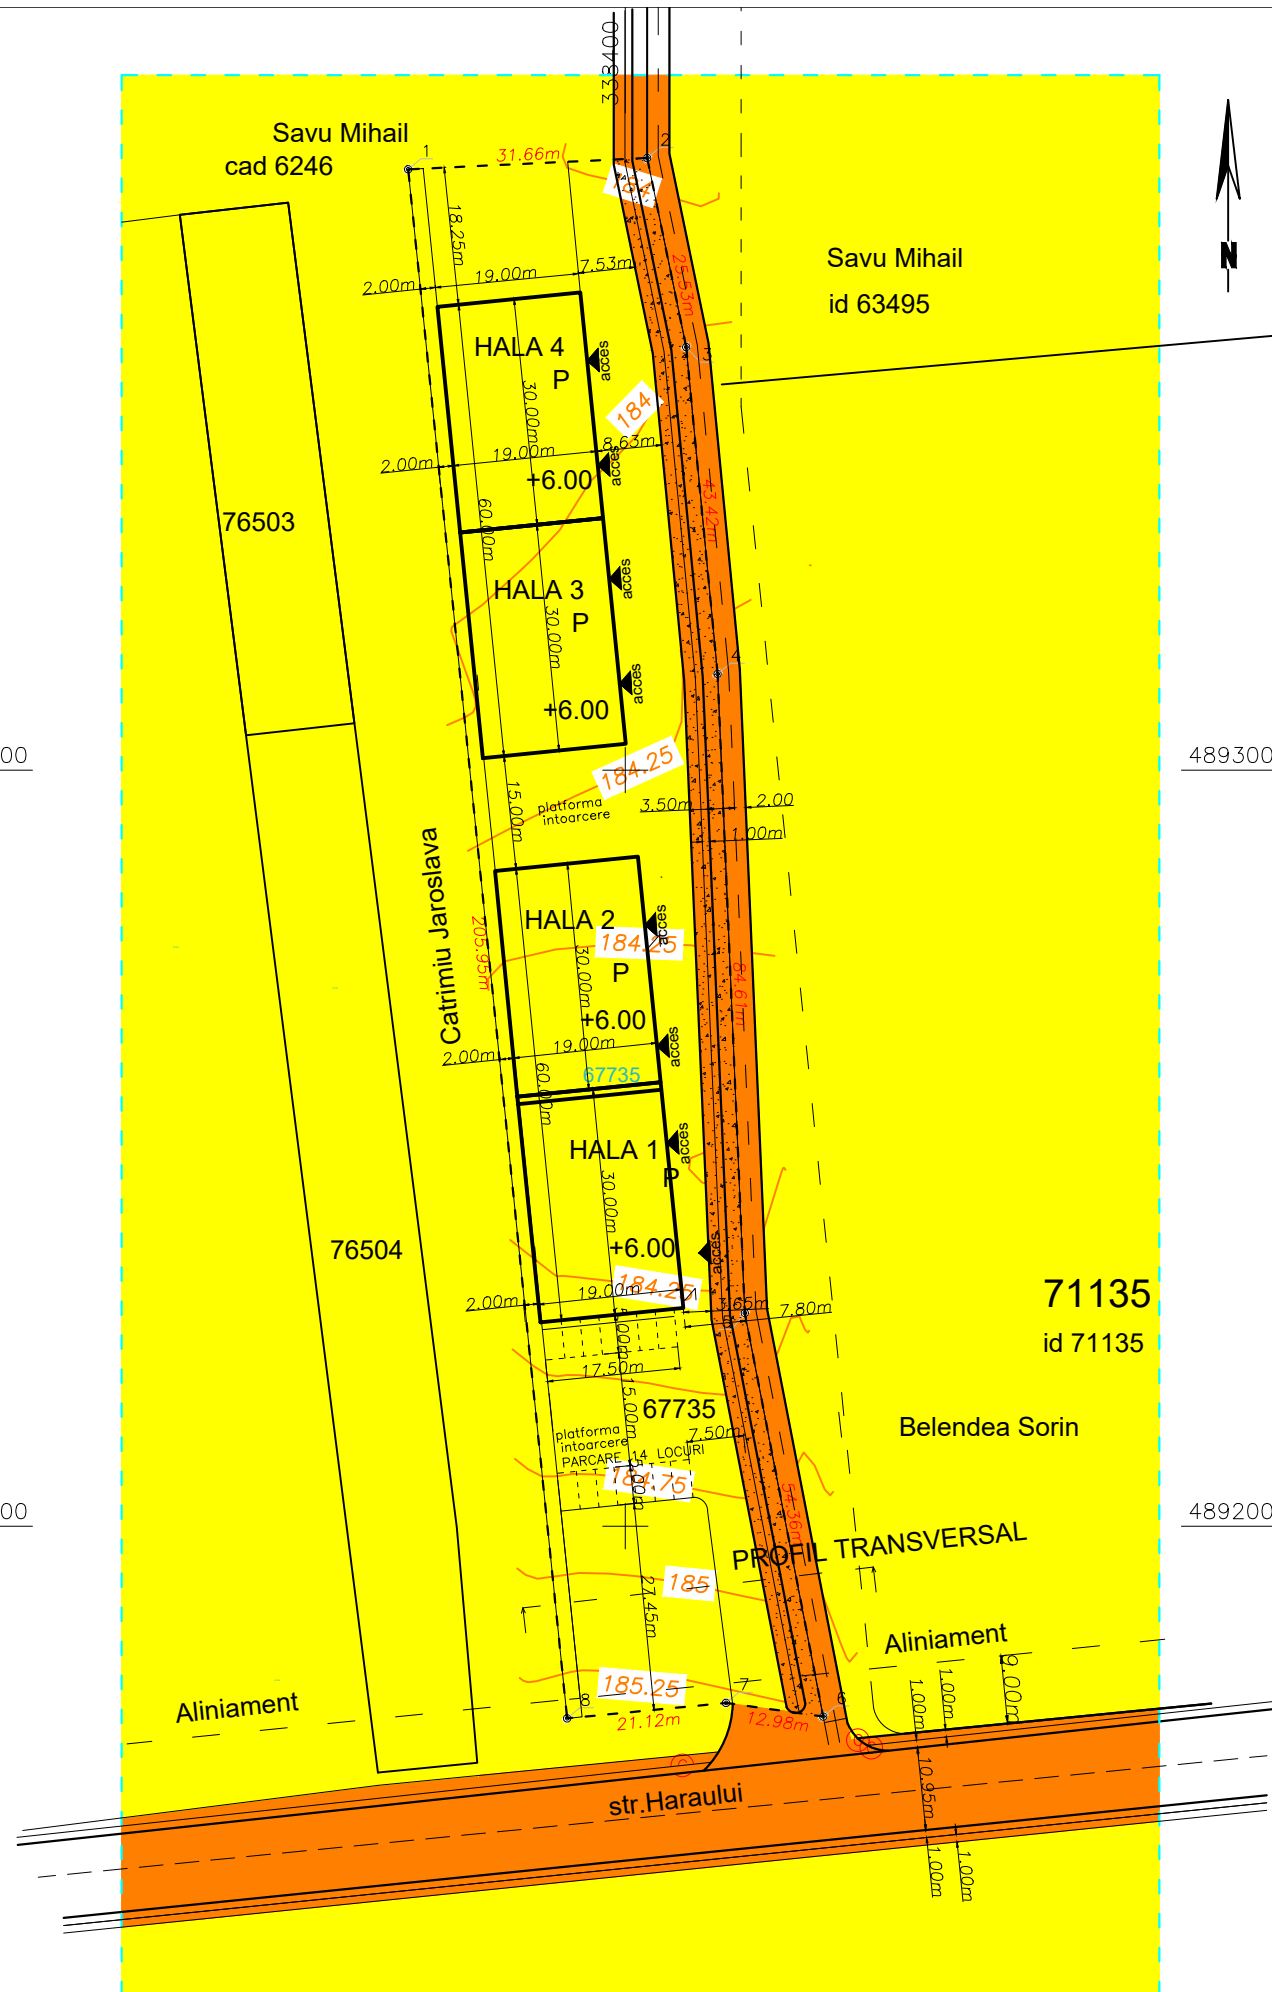 338400
Savu Mihail
cad 6246
1
31.66m
2
184
18.25m
25.53m
Savu Mihail
id 63495
N
2.00m
19.00m
7.53m
HALA 4
P
acces
3
30.00m
184
2.00m
19.00m
8.63m
acces
+6.00
43.42m
76503
60.00m
HALA 3
P
acces
30.00m
4
acces
+6.00
00
489300
184.25
15.00m
platforma
intoarcere
3.50m
2.00
1.00m
Catrimiu Jaroslava
205.95m
HALA 2
acces
184.25
30.00m
P
84.61m
+6.00
2.00m
19.00m
acces
67735
60.00m
HALA 1
acces
P
30.00m
76504
+6.00
acces
184.25
19.00m
2.00m
3.65m
7.80m
71135
id 71135
5.00m
17.50m
15.00m
67735
Belendea Sorin
platforma
intoarcere
7.50m
PARCARE 14 LOCURI
184.75
5.00m
54.36m
00
489200
PROFIL TRANSVERSAL
185
27.45m
Aliniament
185.25
7
8
6
21.12m
12.98m
1.00m
1.00m
9.00m
Aliniament
str.Haraului
10.95m
1.00m
1.00m